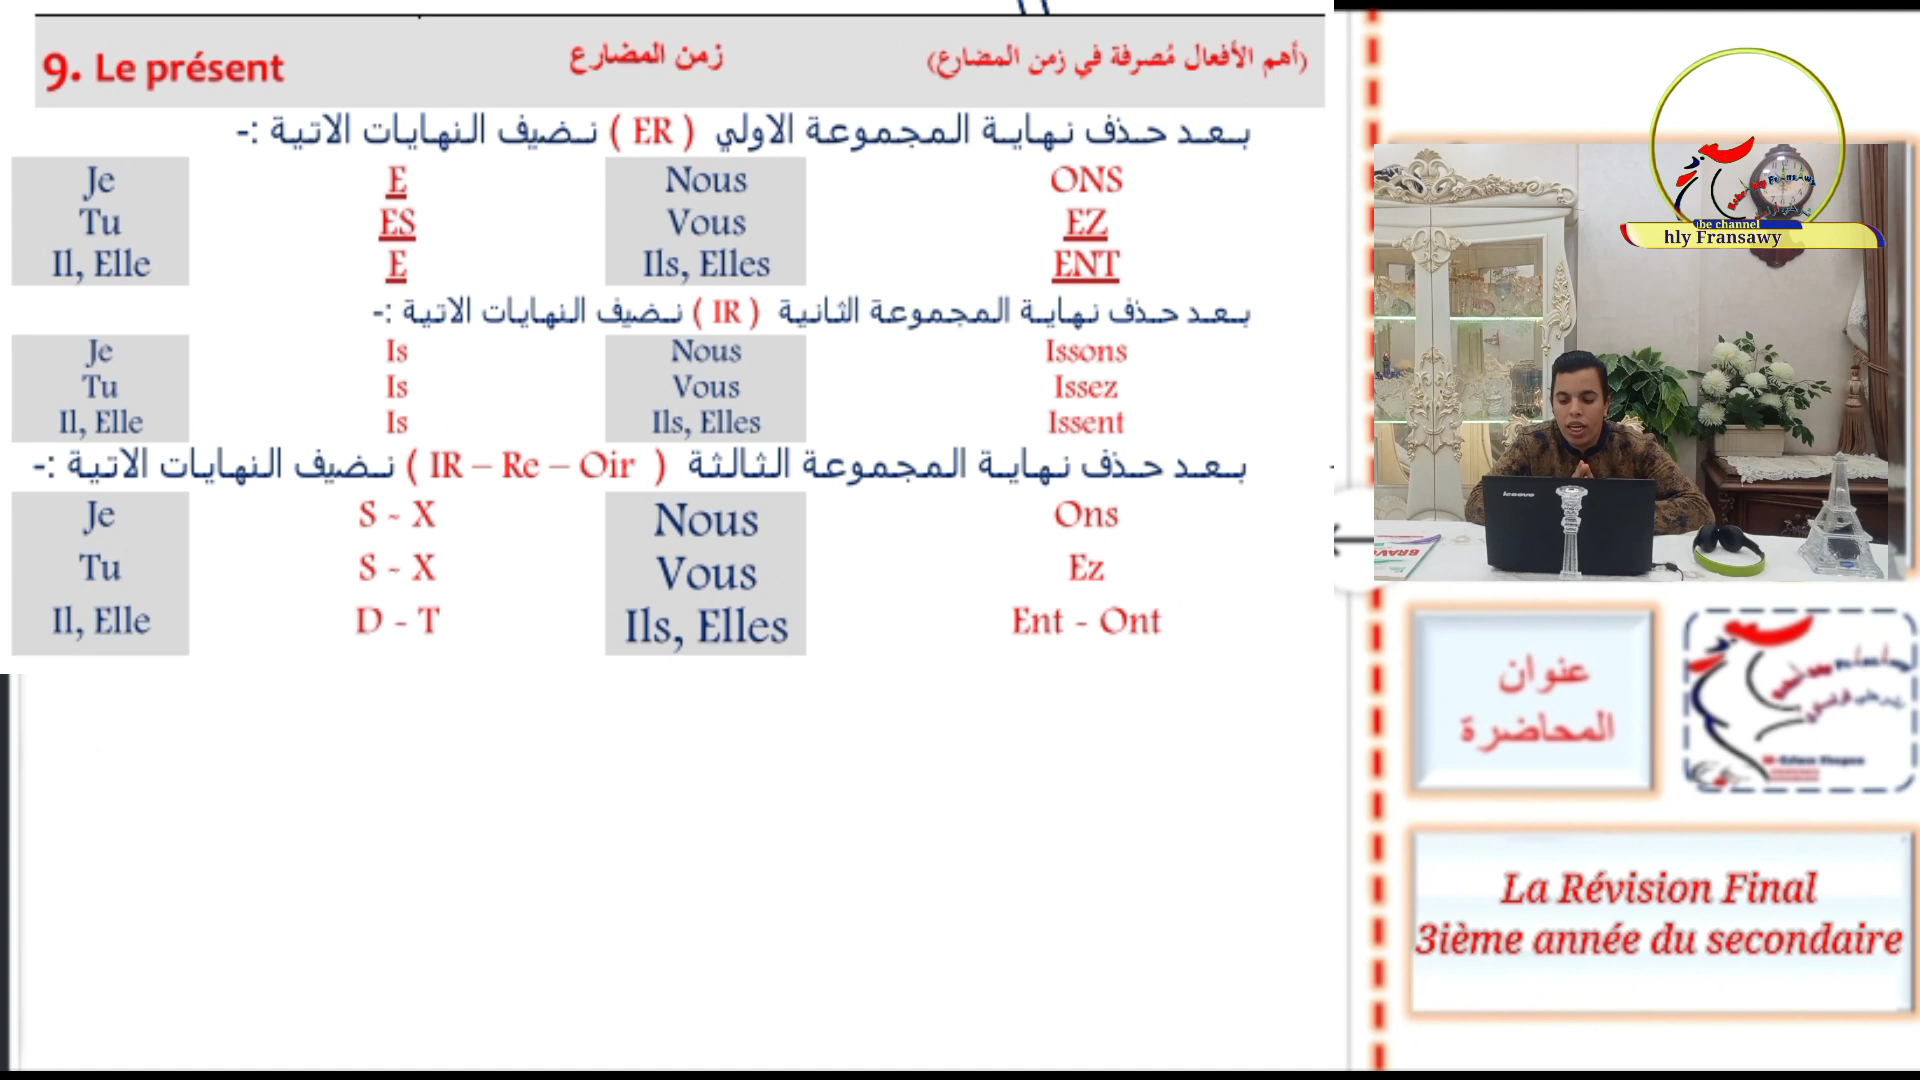 9. Le présent زمن المضارع (أهم الأفعال مُصرفة في زمن المضارع)
بعد حذف نهاية المجموعة الاولي ( ER ) نضيف النهايات الاتية :-
Je E Nous ONS
Tu ES Vous EZ
Il, Elle E Ils, Elles ENT
بعد حذف نهاية المجموعة الثانية ( IR ) نضيف النهايات الاتية :-
Je Is Nous Issons
Tu Is Vous Issez
Il, Elle Is Ils, Elles Issent
بعد حذف نهاية المجموعة الثالثة ( IR – Re – Oir ) نضيف النهايات الاتية :-
Je S - X Nous Ons
Tu S - X Vous Ez
Il, Elle D - T Ils, Elles Ent - Ont
be channel
hly Fransawy
lenovo
BRAVO
عنوان
المحاضرة
La Révision Final
3ième année du secondaire